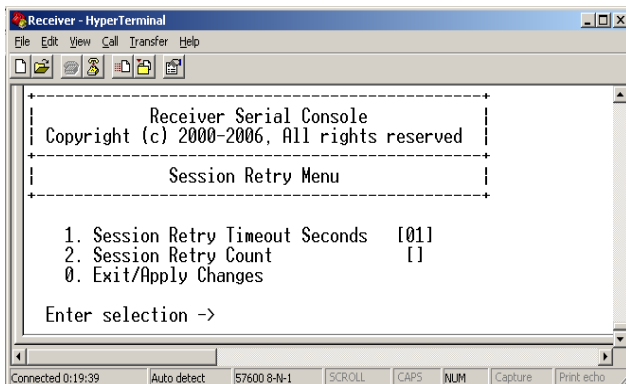 Receiver - HyperTerminal
File Edit View Call Transfer Help
Receiver Serial Console
Copyright (c) 2000-2006, All rights reserved
Session Retry Menu
1. Session Retry Timeout Seconds [01]
2. Session Retry Count []
0. Exit/Apply Changes
Enter selection ->
Connected 0:19:39 Auto detect 57600 8-N-1 SCROLL CAPS NUM Capture Print echo